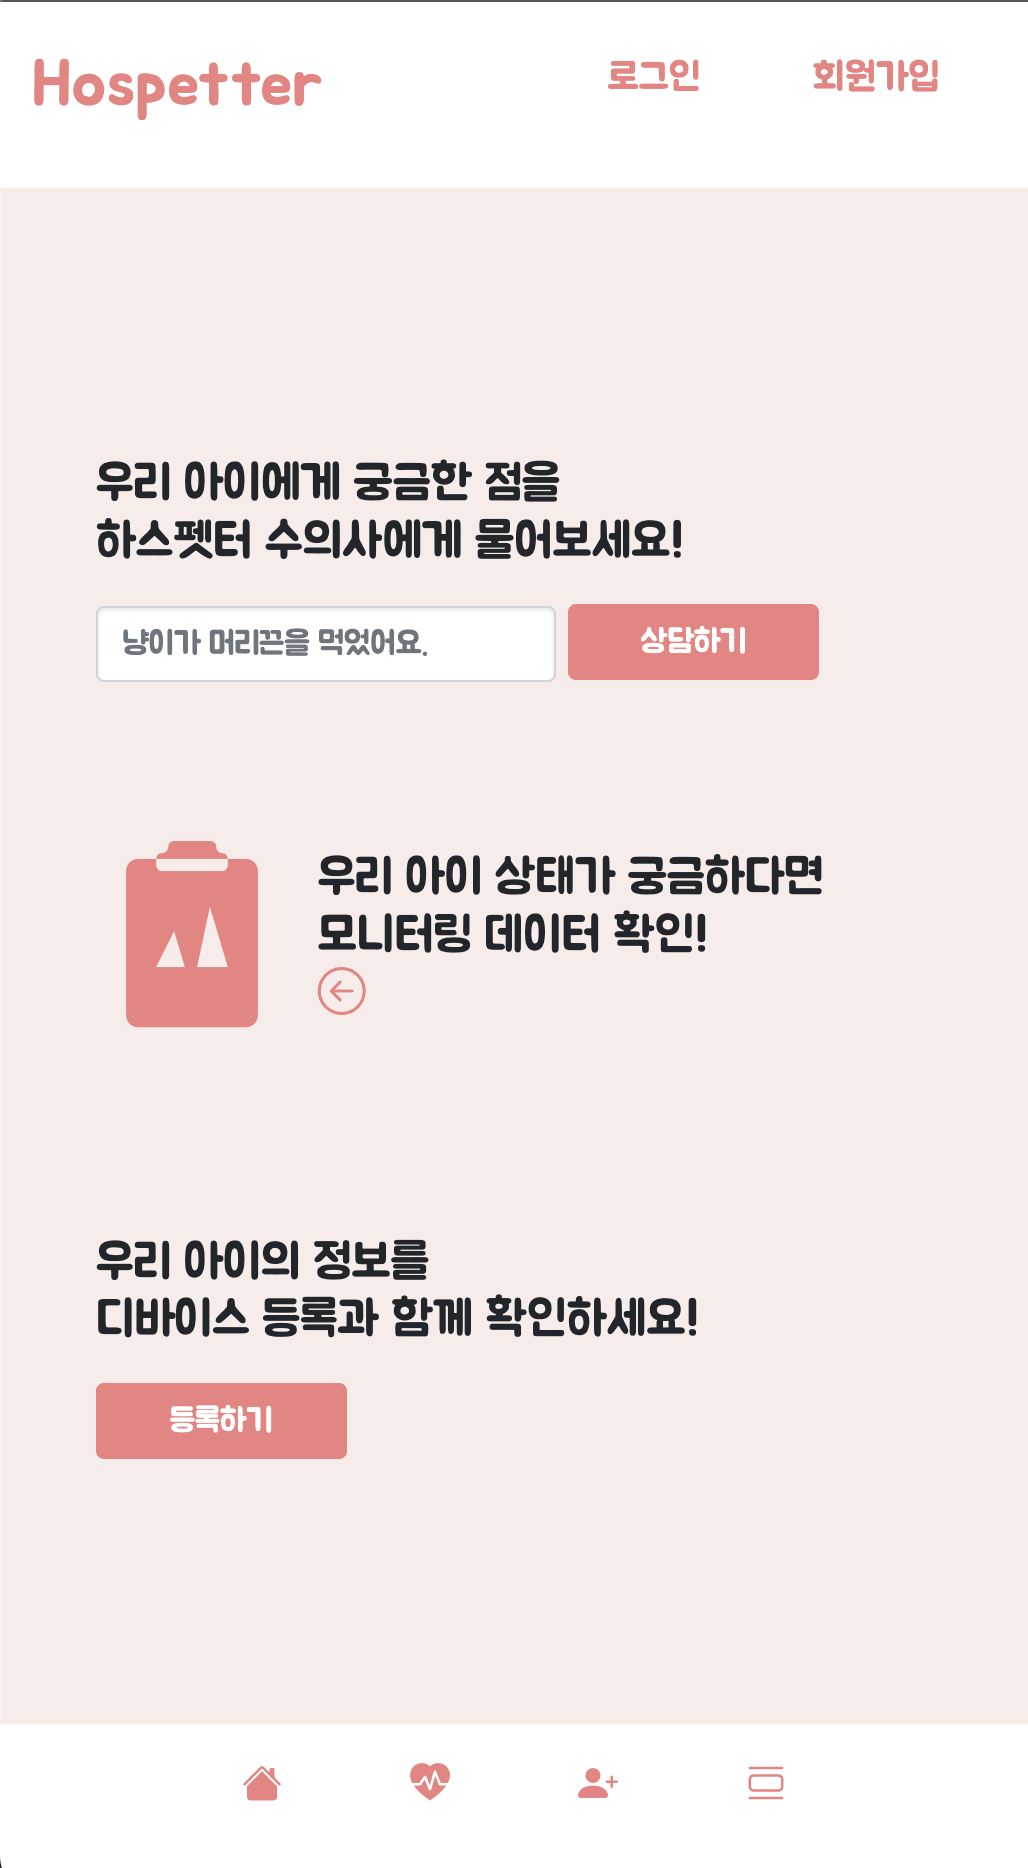 Hospetter
로그인
회원가입
우리 아이에게 궁금한 점을
하스펫터 수의사에게 물어보세요!
냥이가 머리끈을 먹었어요.
상담하기
우리 아이 상태가 궁금하다면
모니터링 데이터 확인!
우리 아이의 정보를
디바이스 등록과 함께 확인하세요!
등록하기